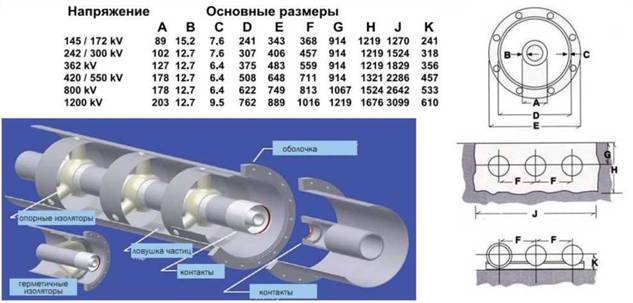 Напряжение Основные размеры
A B C D E F G H J K
145 / 172 kV 89 15,2 7.6 241 343 368 914 1219 1270 241
242 / 300 kV 102 12.7 7.6 307 406 457 914 1219 1524 318
362 kV 127 12.7 6.4 375 483 559 914 1219 1829 356
420 / 550 kV 178 12.7 6.4 508 648 711 914 1321 2286 457
800 kV 178 12.7 6.4 622 749 813 1067 1524 2642 533
1200 kV 203 12.7 9.5 762 889 1016 1219 1676 3099 610
B C
A
D
E
оболочка
опорные изоляторы
ловушка частиц
контакты
герметичные
изоляторы
контакты
G
H
F F
J
F F
K